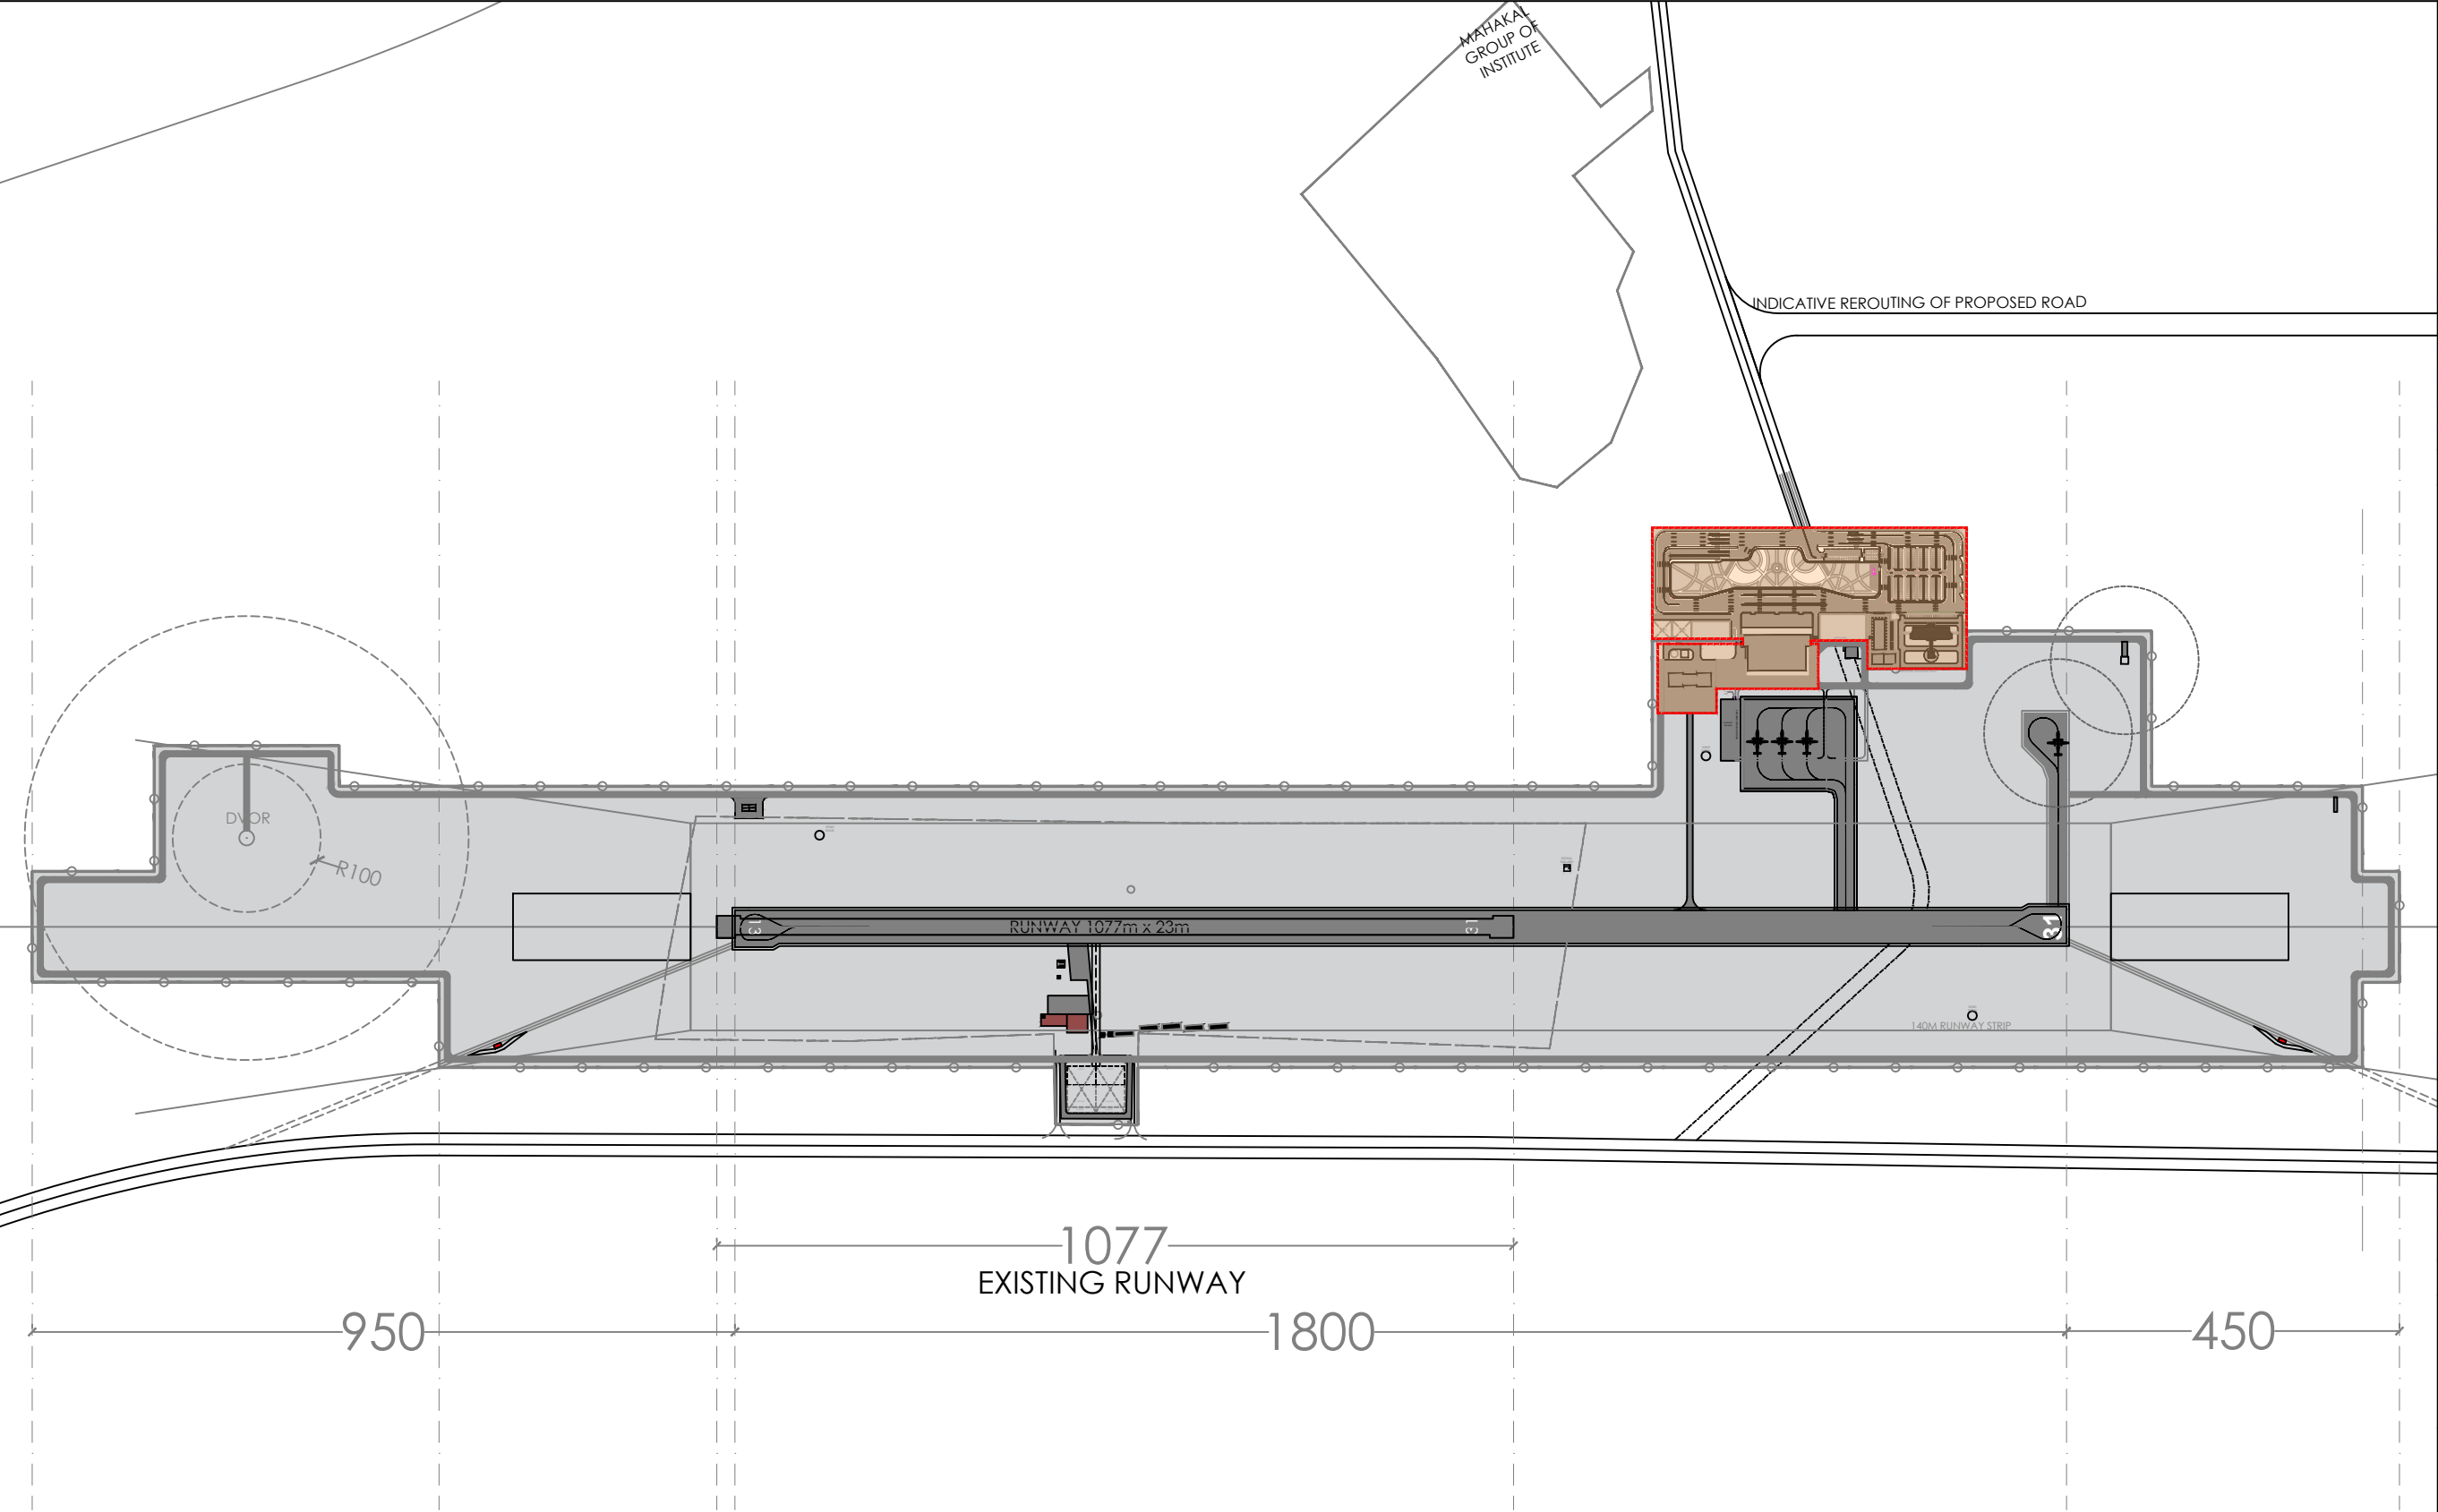 MAHAKAL
GROUP OF
INSTITUTE
INDICATIVE REROUTING OF PROPOSED ROAD
DVOR
R100
13
RUNWAY 1077m x 23m
31
31
140M RUNWAY STRIP
1077
EXISTING RUNWAY
950
1800
450